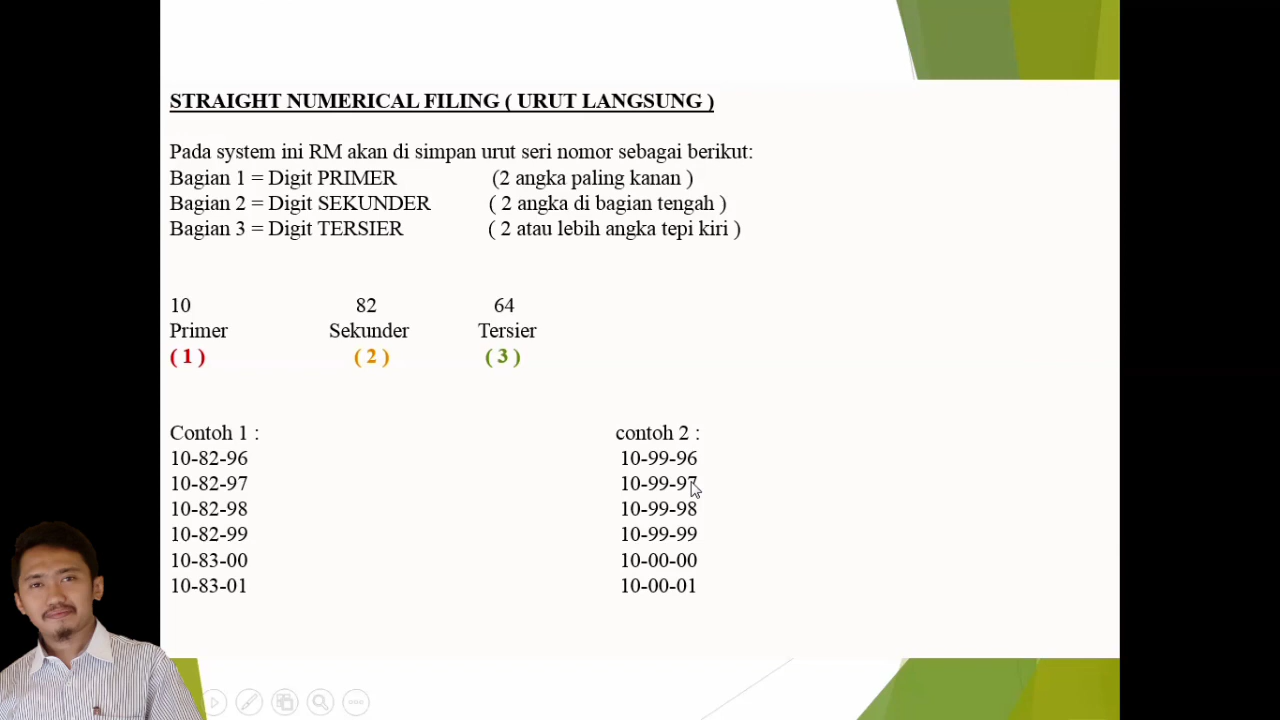 STRAIGHT NUMERICAL FILING ( URUT LANGSUNG )
Pada system ini RM akan di simpan urut seri nomor sebagai berikut:
Bagian 1 = Digit PRIMER (2 angka paling kanan )
Bagian 2 = Digit SEKUNDER ( 2 angka di bagian tengah )
Bagian 3 = Digit TERSIER ( 2 atau lebih angka tepi kiri )
10 82 64
Primer Sekunder Tersier
( 1 ) ( 2 ) ( 3 )
Contoh 1 : contoh 2 :
10-82-96 10-99-96
10-82-97 10-99-97
10-82-98 10-99-98
10-82-99 10-99-99
10-83-00 10-00-00
10-83-01 10-00-01